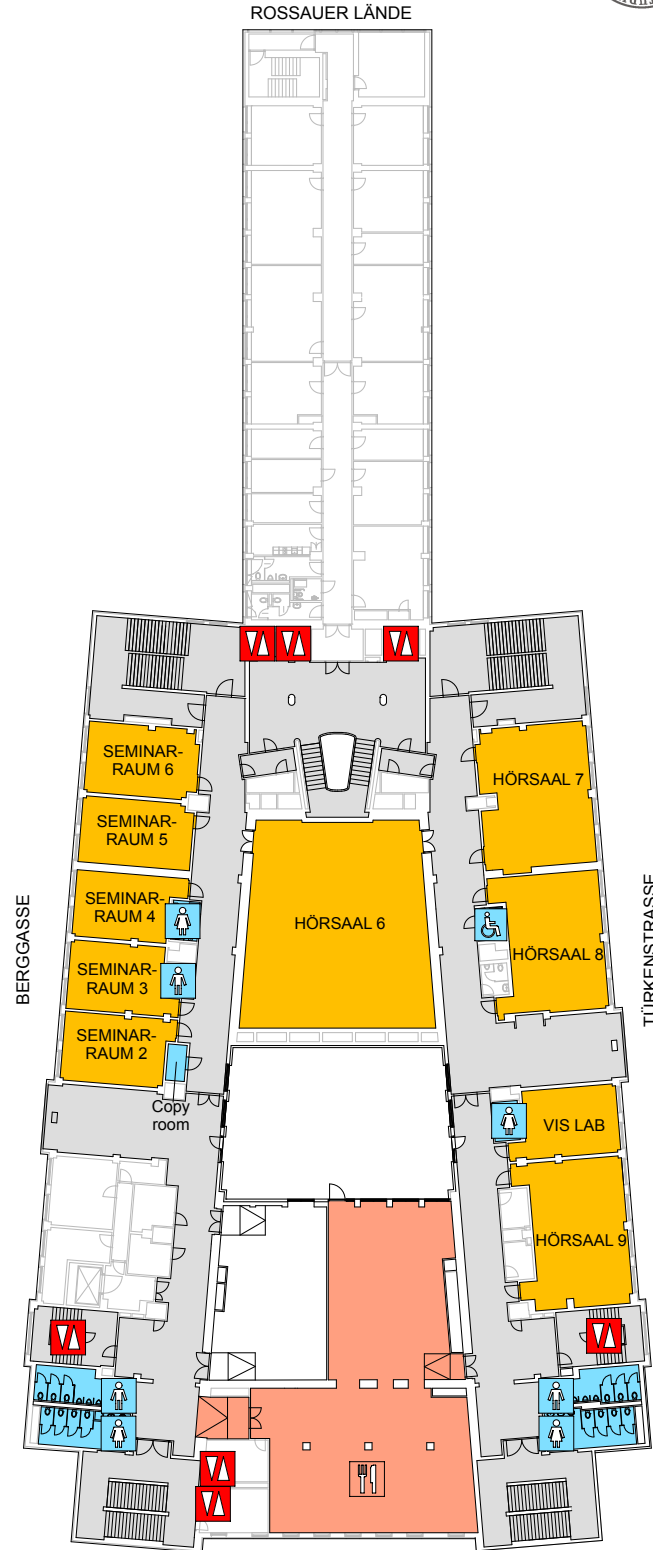 ROSSAUER LÄNDE
SEMINAR-
RAUM 6
HÖRSAAL 7
SEMINAR-
RAUM 5
SEMINAR-
RAUM 4
HÖRSAAL 6
HÖRSAAL 8
SEMINAR-
RAUM 3
SEMINAR-
RAUM 2
BERGGASSE
TÜRKENSTRASSE
Copy
room
VIS LAB
HÖRSAAL 9